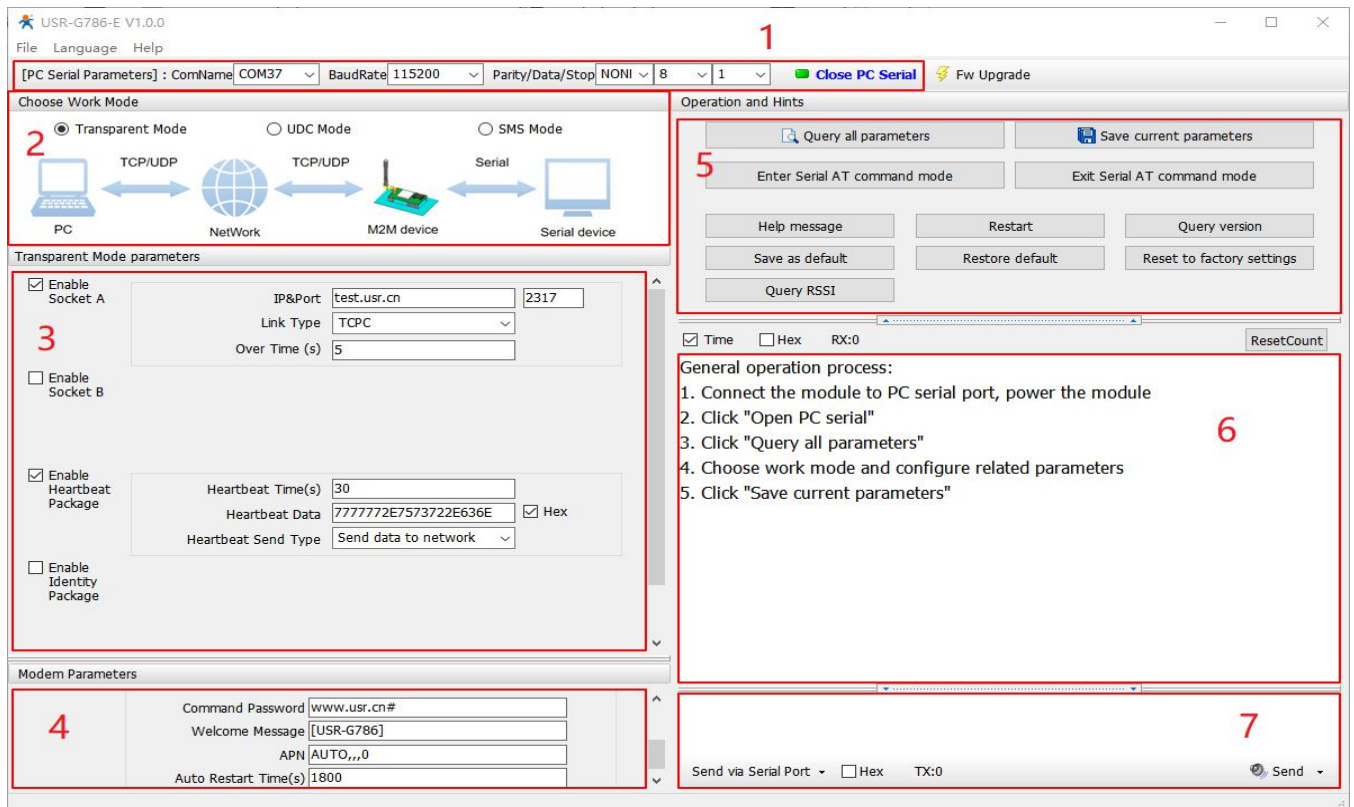 USR-G786-E V1.0.0
File Language Help
1
[PC Serial Parameters] : ComName COM37 BaudRate 115200 Parity/Data/Stop NONI 8 1 Close PC Serial Fw Upgrade
Choose Work Mode
2
Transparent Mode UDC Mode SMS Mode
TCP/UDP TCP/UDP Serial
PC NetWork M2M device Serial device
Transparent Mode parameters
3
Enable
Socket A
IP&Port test.usr.cn 2317
Link Type TCPC
Over Time (s) 5
Enable
Socket B
Enable
Heartbeat
Package
Heartbeat Time(s) 30
Heartbeat Data 7777772E7573722E636E Hex
Heartbeat Send Type Send data to network
Enable
Identity
Package
Modem Parameters
4
Command Password www.usr.cn#
Welcome Message [USR-G786]
APN AUTO,,,0
Auto Restart Time(s) 1800
Operation and Hints
5
Query all parameters Save current parameters
Enter Serial AT command mode Exit Serial AT command mode
Help message Restart Query version
Save as default Restore default Reset to factory settings
Query RSSI
Time Hex RX:0 ResetCount
General operation process:
1. Connect the module to PC serial port, power the module
2. Click "Open PC serial"
3. Click "Query all parameters"
4. Choose work mode and configure related parameters
5. Click "Save current parameters"
6
7
Send via Serial Port Hex TX:0 Send